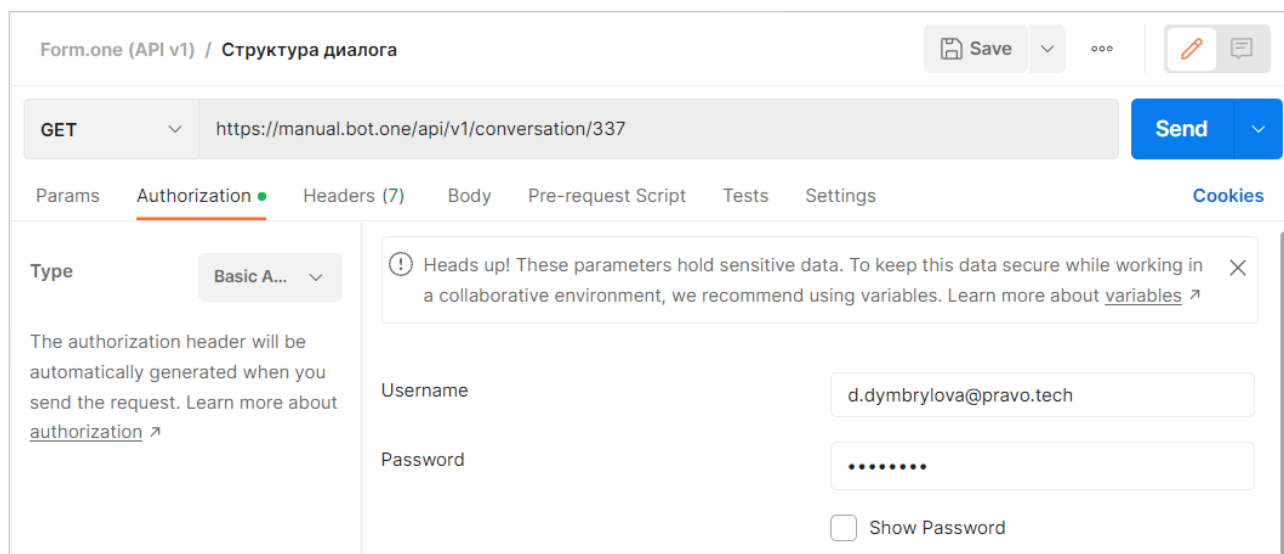 Form.one (API v1) / Структура диалога
Save
GET
https://manual.bot.one/api/v1/conversation/337
Send
Params Authorization Headers (7) Body Pre-request Script Tests Settings Cookies
Type
Basic A...
The authorization header will be
automatically generated when you
send the request. Learn more about
authorization ↗
Heads up! These parameters hold sensitive data. To keep this data secure while working in
a collaborative environment, we recommend using variables. Learn more about variables ↗
Username
d.dymbrylova@pravo.tech
Password
••••••••
Show Password